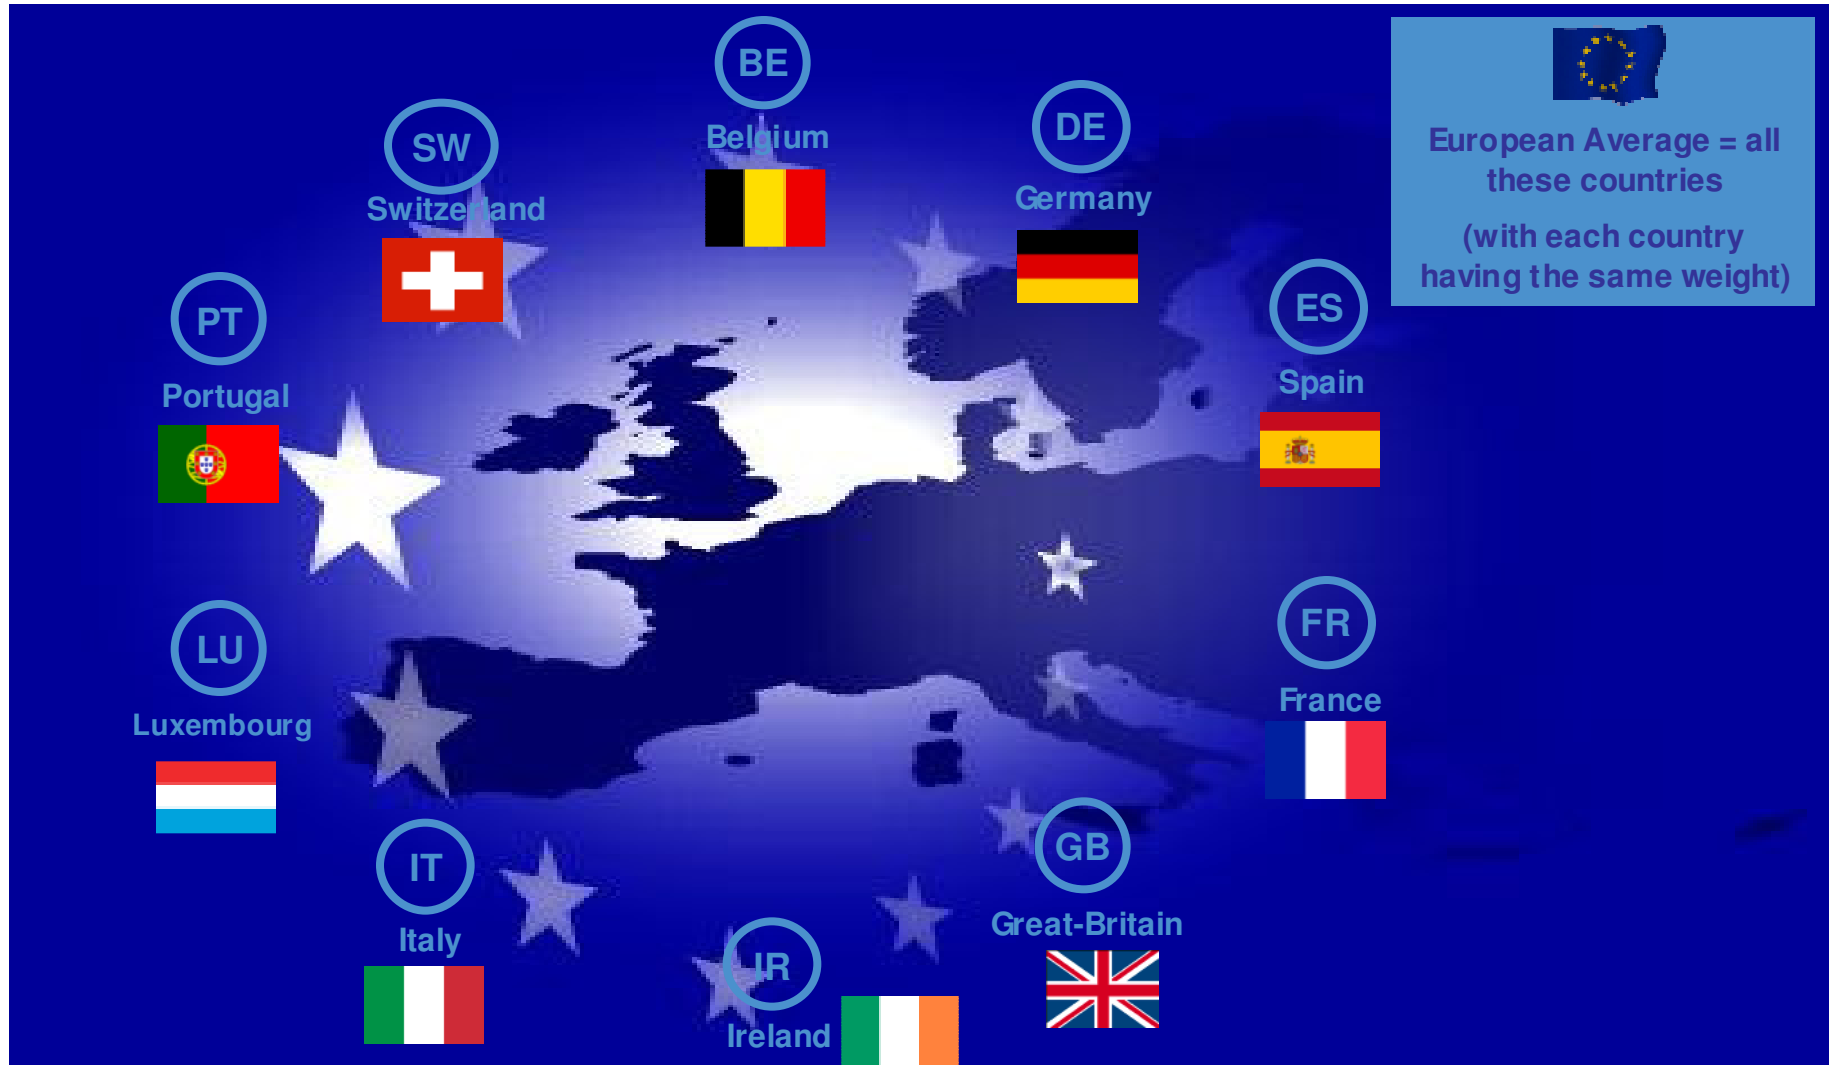 BE
Belgium
SW
Switzerland
DE
Germany
European Average = all
these countries
(with each country
having the same weight)
PT
Portugal
ES
Spain
LU
Luxembourg
FR
France
IT
Italy
GB
Great-Britain
IR
Ireland